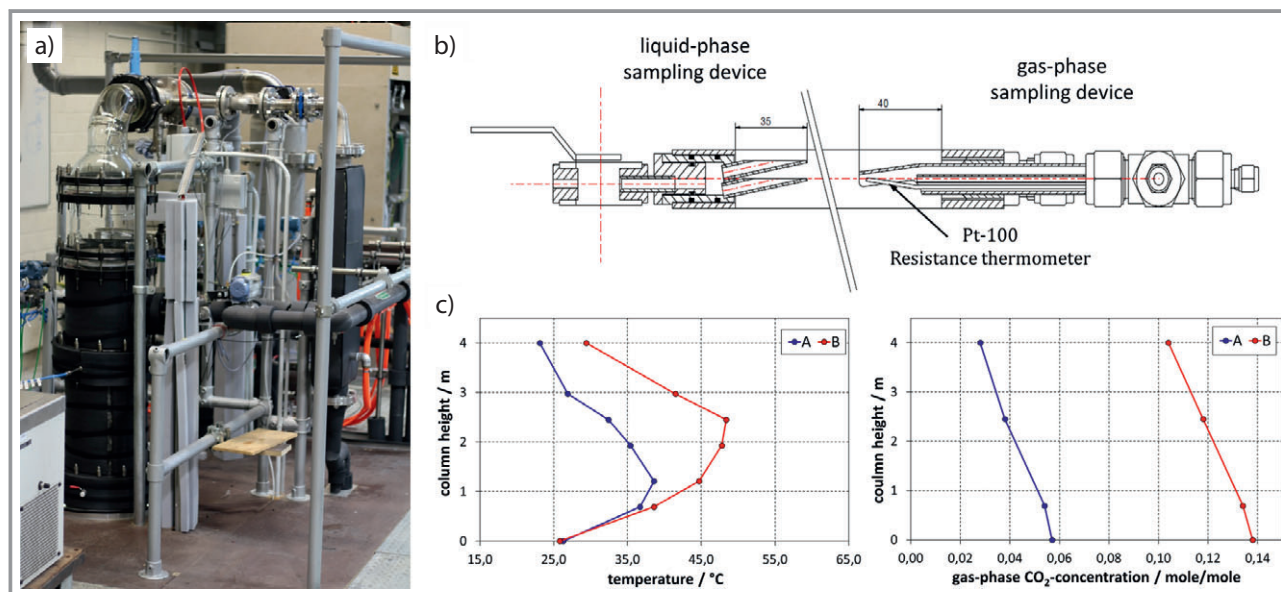 a)
b)
liquid-phase
sampling device
gas-phase
sampling device
35
40
Pt-100
Resistance thermometer
c)
column height / m
4
3
2
1
0
A B
15,0 25,0 35,0 45,0 55,0 65,0
temperature / °C
coulmn height / m
4
3
2
1
0
A B
0,00 0,02 0,04 0,06 0,08 0,10 0,12 0,14
gas-phase CO₂-concentration / mole/mole